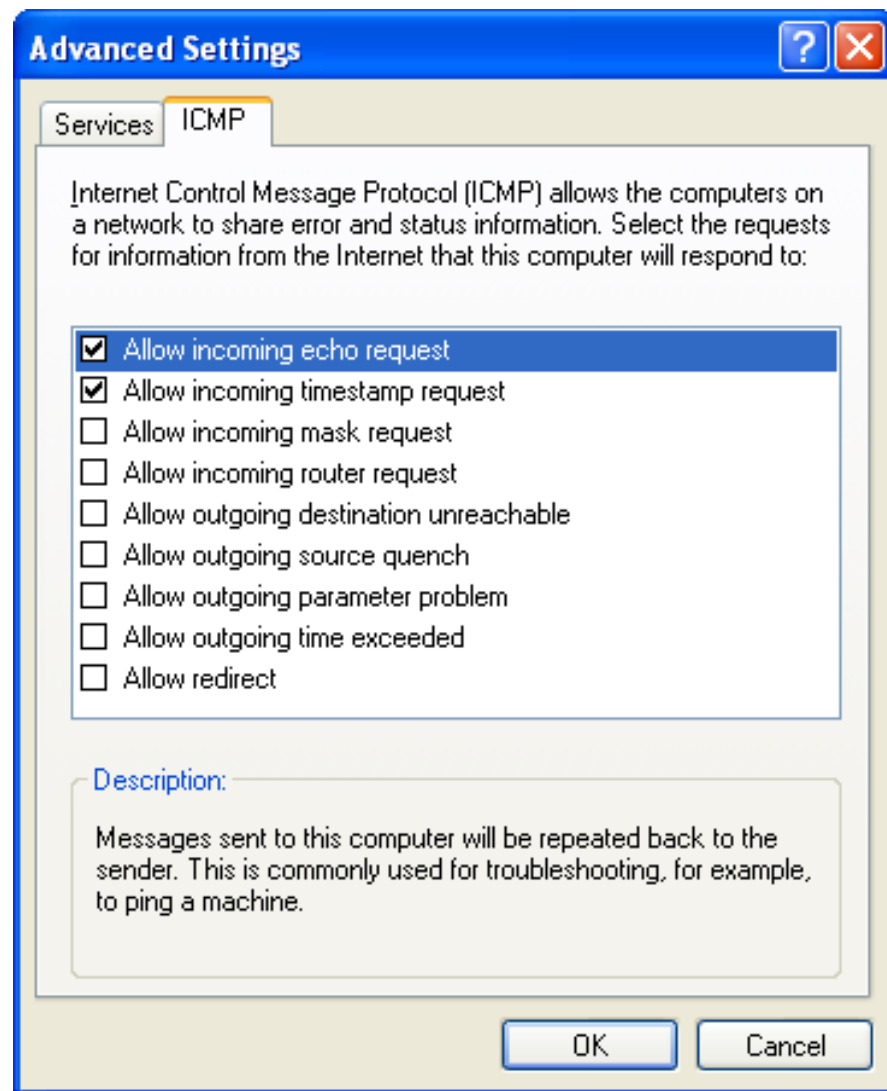 Advanced Settings
Services
ICMP
Internet Control Message Protocol (ICMP) allows the computers on
a network to share error and status information. Select the requests
for information from the Internet that this computer will respond to:
Allow incoming echo request
Allow incoming timestamp request
Allow incoming mask request
Allow incoming router request
Allow outgoing destination unreachable
Allow outgoing source quench
Allow outgoing parameter problem
Allow outgoing time exceeded
Allow redirect
Description:
Messages sent to this computer will be repeated back to the
sender. This is commonly used for troubleshooting, for example,
to ping a machine.
OK
Cancel